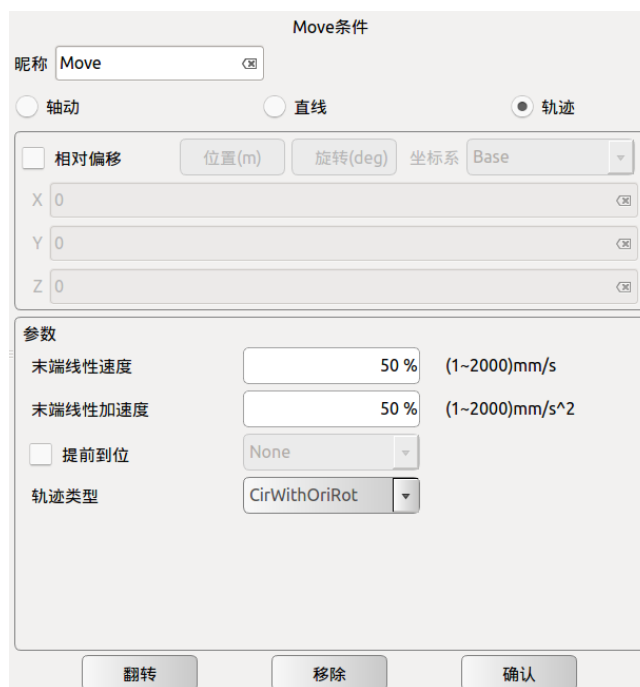 Move条件
昵称 Move
轴动 直线 轨迹
相对偏移 位置(m) 旋转(deg) 坐标系 Base
X 0
Y 0
Z 0
参数
末端线性速度 50 % (1~2000)mm/s
末端线性加速度 50 % (1~2000)mm/s^2
提前到位 None
轨迹类型 CirWithOriRot
翻转 移除 确认